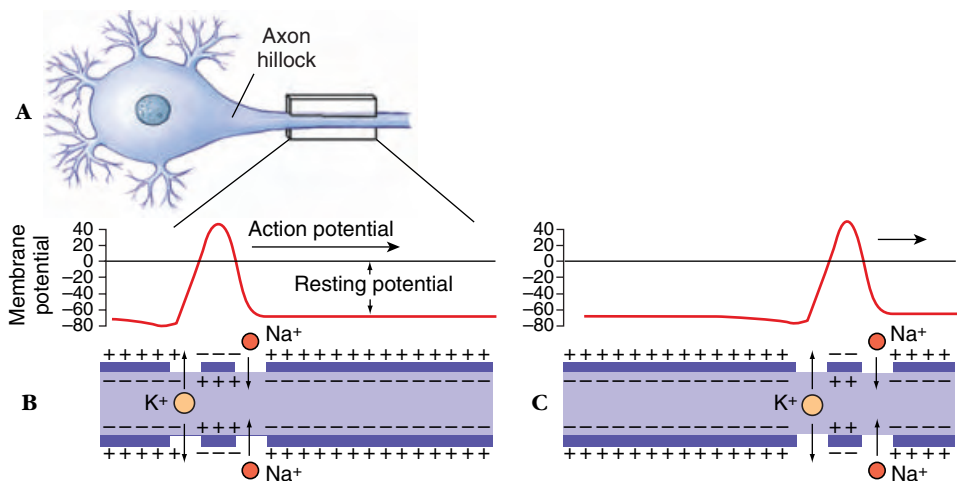 Axon
hillock
A
Membrane
potential
40
20
0
–20
–40
–60
–80
Action potential
Resting potential
40
20
0
–20
–40
–60
–80
Na+
Na+
+ + + + + – – – + + + + + + + + + + + + + +
+ + + + + + + + + + + + + – – + + +
– – – – – + + + – – – – – – – – – – – – – –
– – – – – – – – – – – – – + + – – –
B
K+
C
K+
– – – – – + + + – – – – – – – – – – – – – –
– – – – – – – – – – – – – + + – – –
+ + + + + – – – + + + + + + + + + + + + + +
+ + + + + + + + + + + + + – – + + +
Na+
Na+